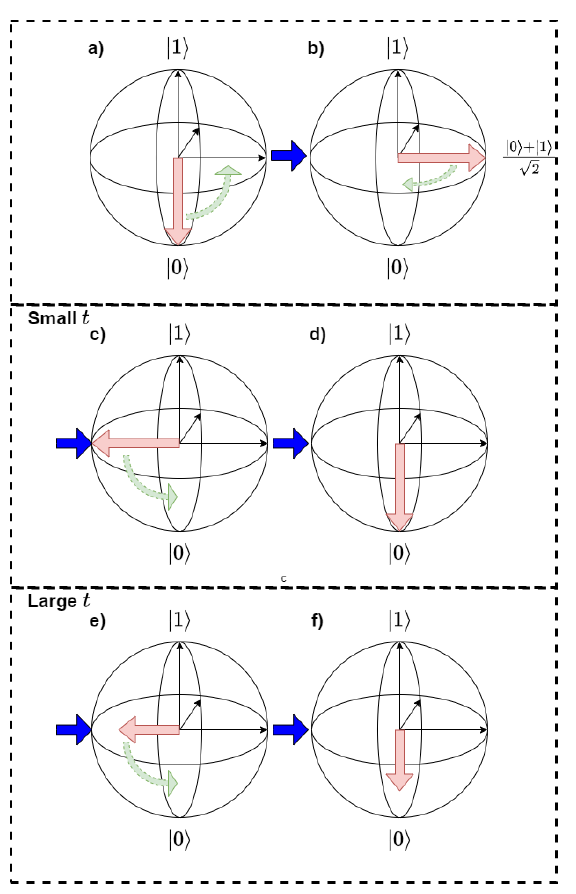 a) |1⟩ b) |1⟩
|0⟩+|1⟩
√2
|0⟩ |0⟩
Small t
c) |1⟩ d) |1⟩
|0⟩ |0⟩
c
Large t
e) |1⟩ f) |1⟩
|0⟩ |0⟩